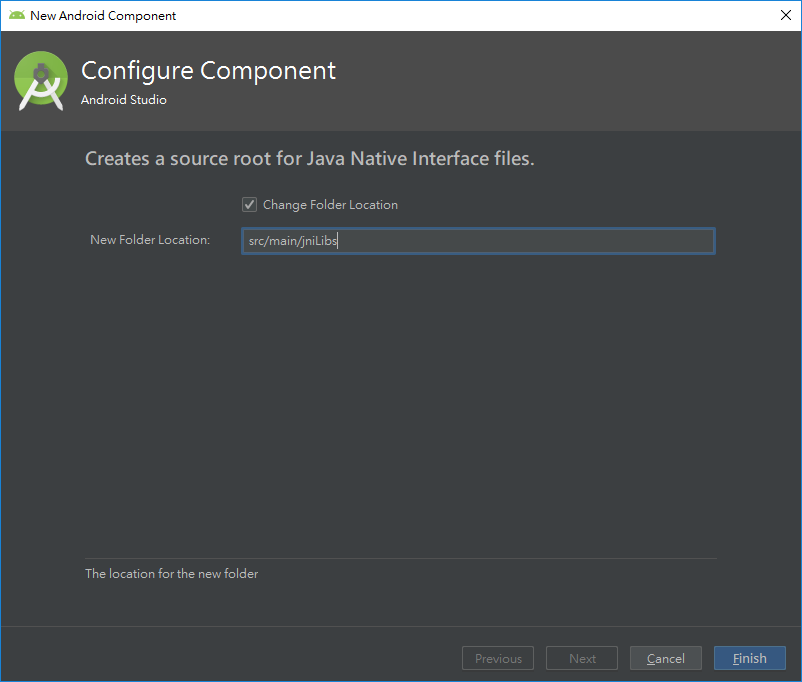 New Android Component
Configure Component
Android Studio
Creates a source root for Java Native Interface files.
Change Folder Location
New Folder Location:
src/main/jniLibs
The location for the new folder
Previous
Next
Cancel
Finish